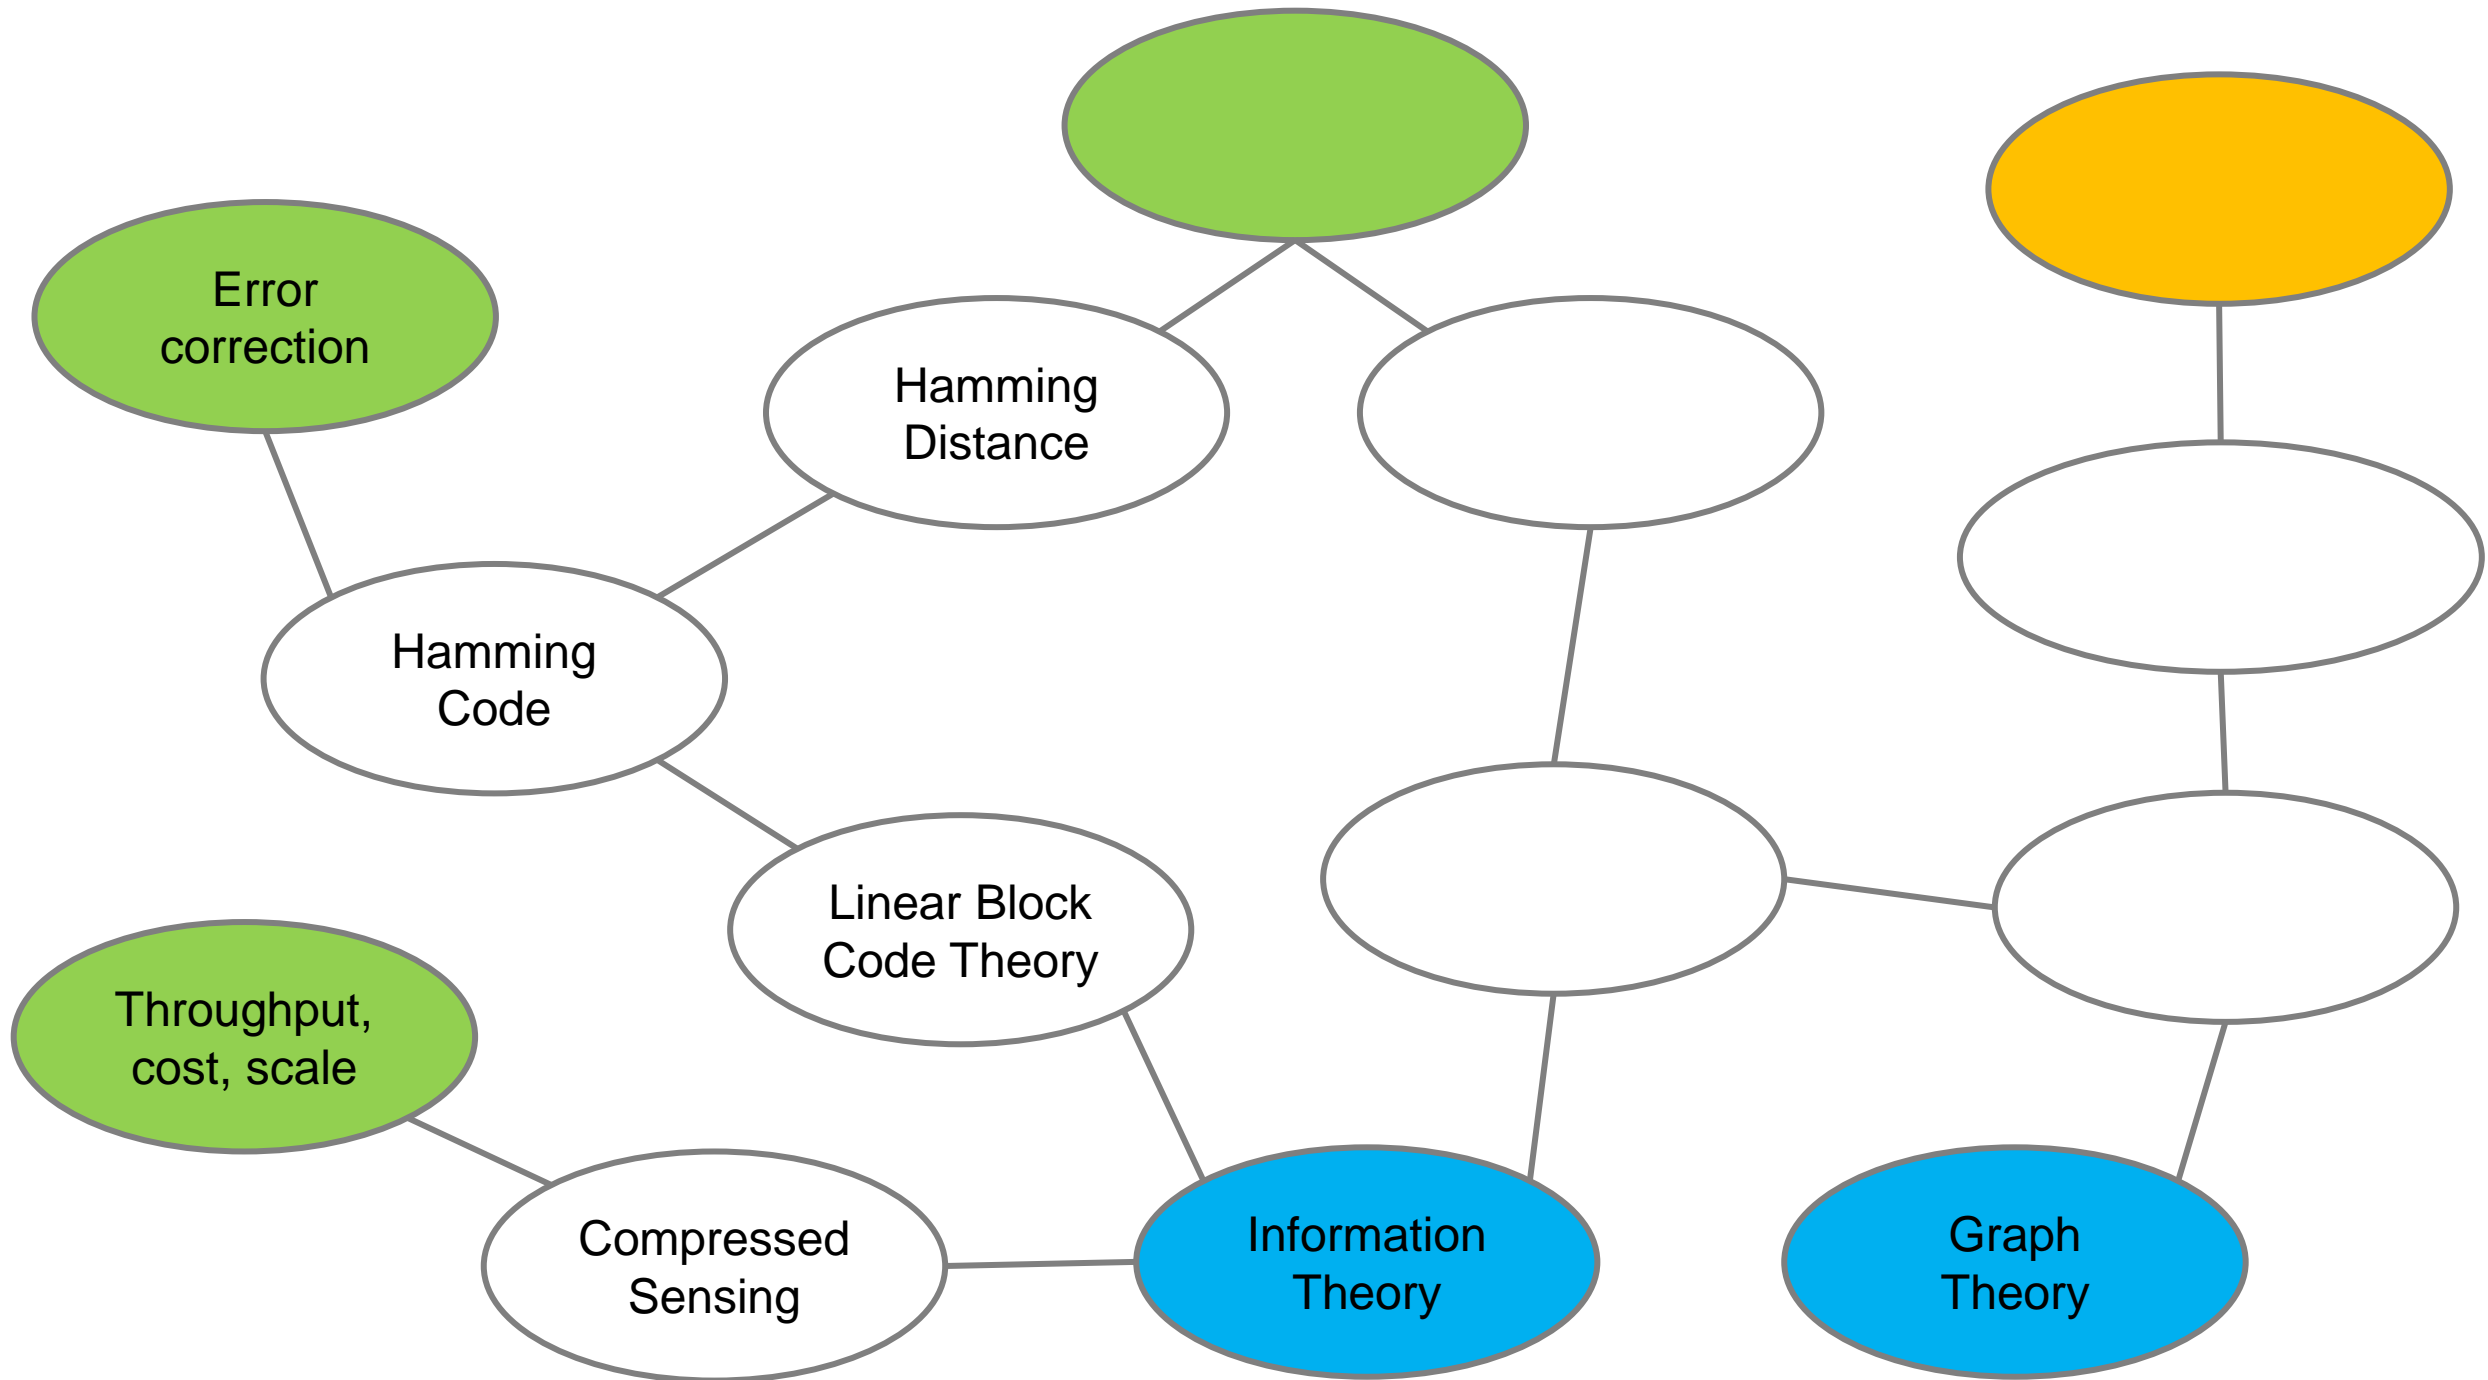 Error
correction
Hamming
Distance
Hamming
Code
Linear Block
Code Theory
Throughput,
cost, scale
Compressed
Sensing
Information
Theory
Graph
Theory